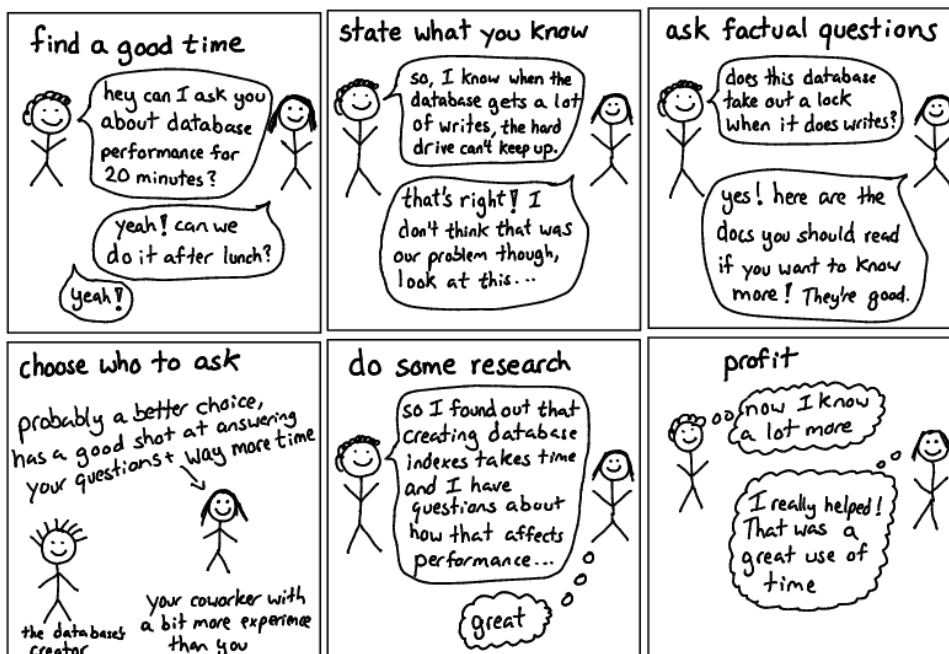 find a good time
hey can I ask you
about database
performance for
20 minutes?
yeah! can we
do it after lunch?
yeah!
state what you know
so, I know when the
database gets a lot
of writes, the hard
drive can't keep up.
that's right! I
don't think that was
our problem though,
look at this...
ask factual questions
does this database
take out a lock
when it does writes?
yes! here are the
docs you should read
if you want to know
more! They're good.
choose who to ask
probably a better choice,
has a good shot at answering
your questions + way more time
the database's
creator
your coworker with
a bit more experience
than you
do some research
so I found out that
creating database
indexes takes time
and I have
questions about
how that affects
performance...
great
profit
now I know
a lot more
I really helped!
That was a
great use of
time